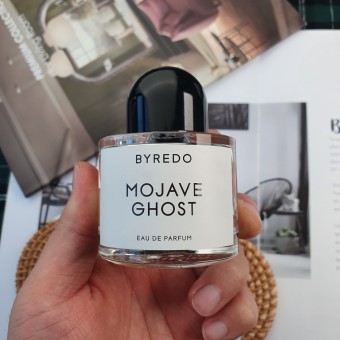 BYREDO
MOJAVE
GHOST
EAU DE PARFUM